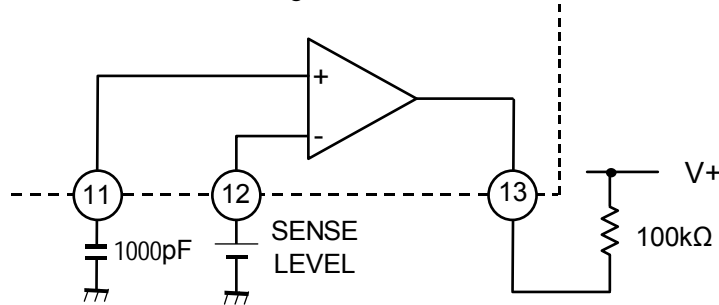 +
-
V+
11
12
13
1000pF
SENSE
LEVEL
100kΩ